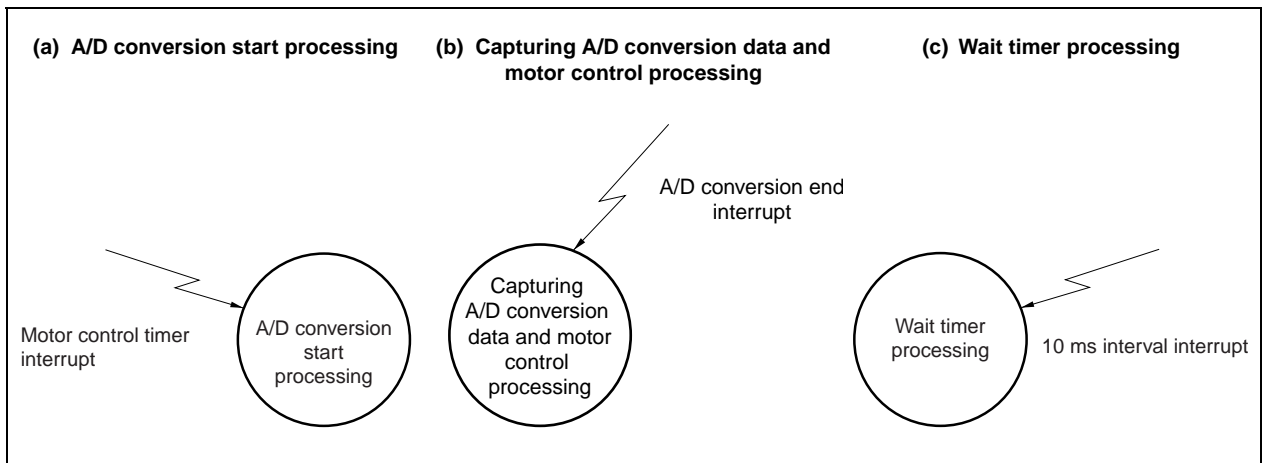 (a) A/D conversion start processing
(b) Capturing A/D conversion data and
motor control processing
(c) Wait timer processing
A/D conversion end
interrupt
Motor control timer
interrupt
A/D conversion
start
processing
Capturing
A/D conversion
data and motor
control
processing
Wait timer
processing
10 ms interval interrupt